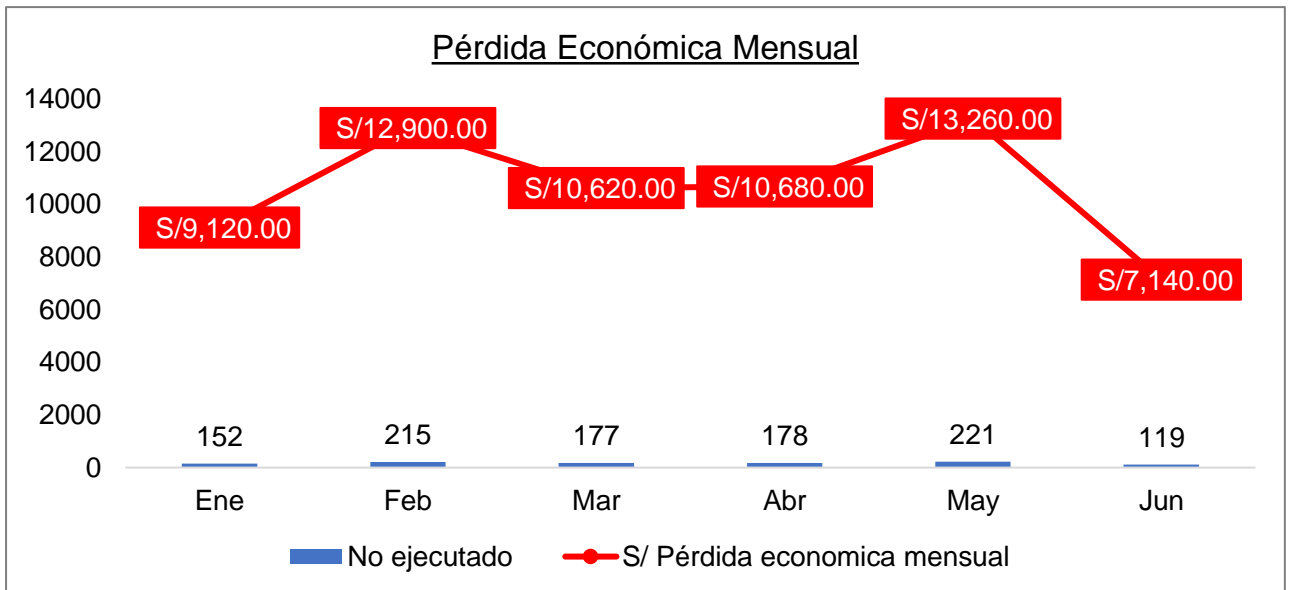 Pérdida Económica Mensual
14000
12000
10000
8000
6000
4000
2000
0
S/9,120.00
S/12,900.00
S/10,620.00
S/10,680.00
S/13,260.00
S/7,140.00
152
215
177
178
221
119
Ene
Feb
Mar
Abr
May
Jun
No ejecutado
S/ Pérdida economica mensual